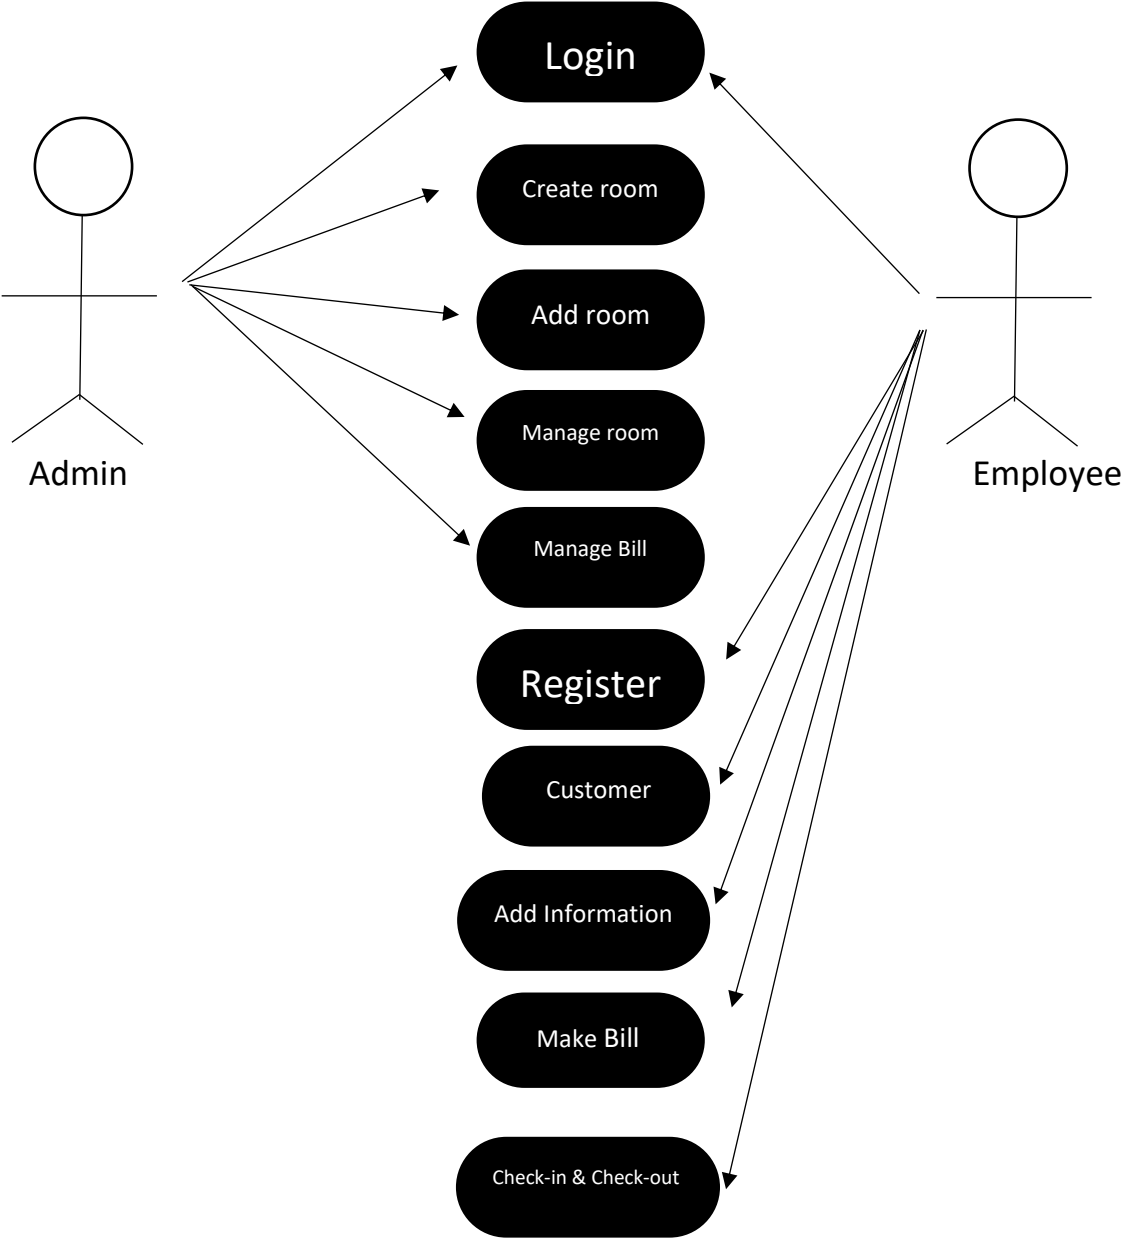 Login
Create room
Add room
Manage room
Admin
Employee
Manage Bill
Register
Customer
Add Information
Make Bill
Check-in & Check-out